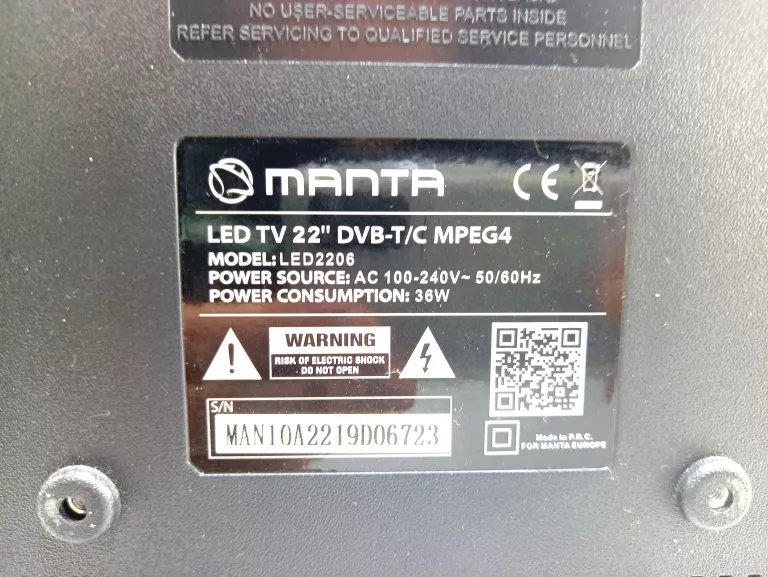 NO USER-SERVICEABLE PARTS INSIDE
REFER SERVICING TO QUALIFIED SERVICE PERSONNEL
MANTA CE
LED TV 22" DVB-T/C MPEG4
MODEL: LED2206
POWER SOURCE: AC 100-240V~ 50/60Hz
POWER CONSUMPTION: 36W
WARNING
RISK OF ELECTRIC SHOCK
DO NOT OPEN
S/N
MAN10A2219D06723
Made in P.R.C.
FOR MANTA EUROPE